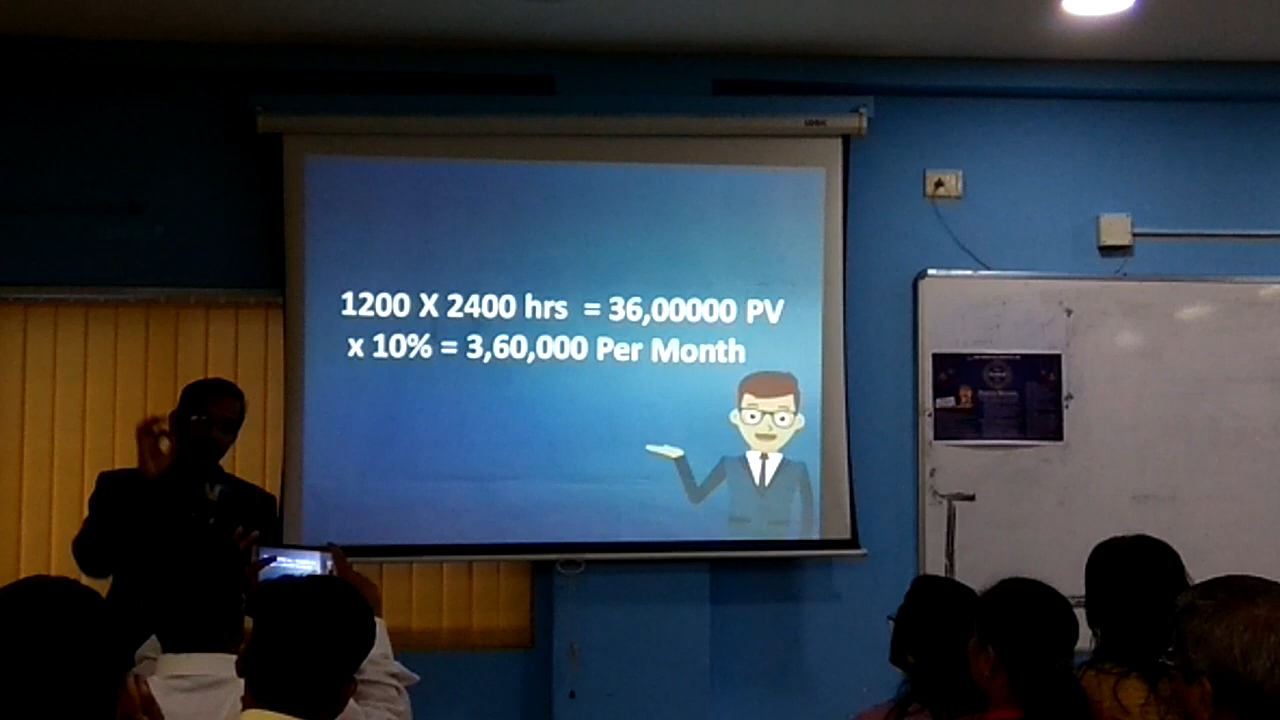 1200 X 2400 hrs = 36,00000 PV
x 10% = 3,60,000 Per Month